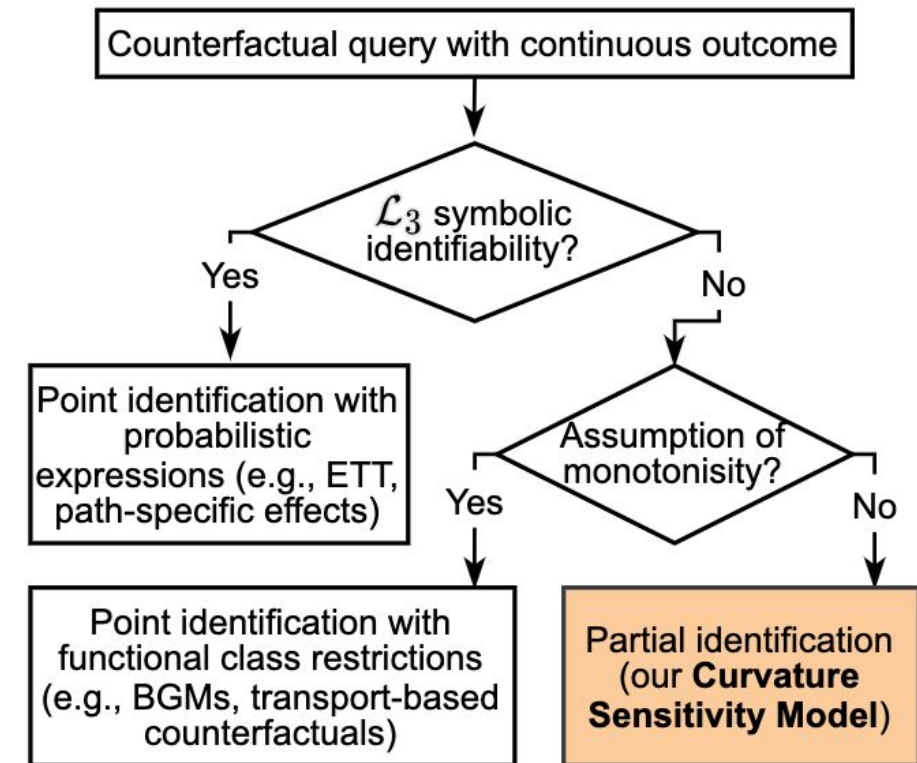 Counterfactual query with continuous outcome
ℒ₃ symbolic
identifiability?
Yes
No
Point identification with
probabilistic
expressions (e.g., ETT,
path-specific effects)
Assumption of
monotonisity?
Yes
No
Point identification with
functional class restrictions
(e.g., BGMs, transport-based
counterfactuals)
Partial identification
(our Curvature
Sensitivity Model)